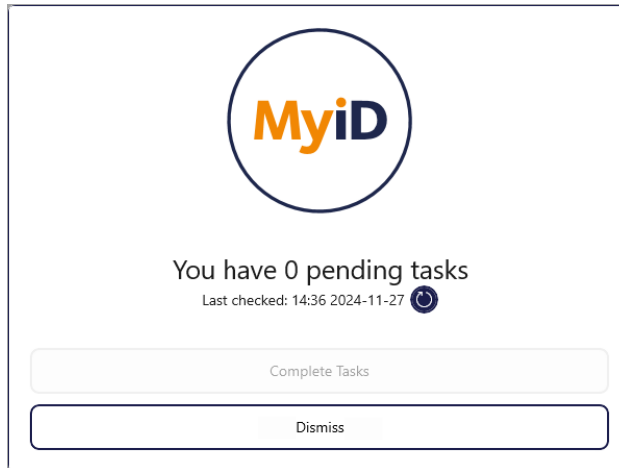 MyiD
You have 0 pending tasks
Last checked: 14:36 2024-11-27
Complete Tasks
Dismiss